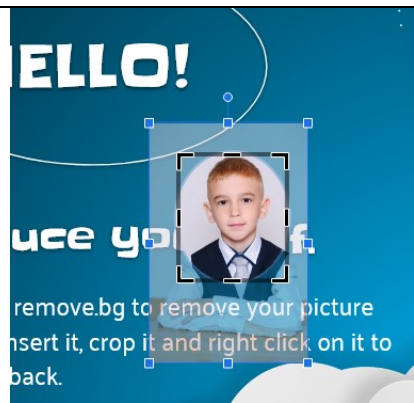 ELLO!
uce yo f.
remove.bg to remove your picture
nsert it, crop it and right click on it to
back.